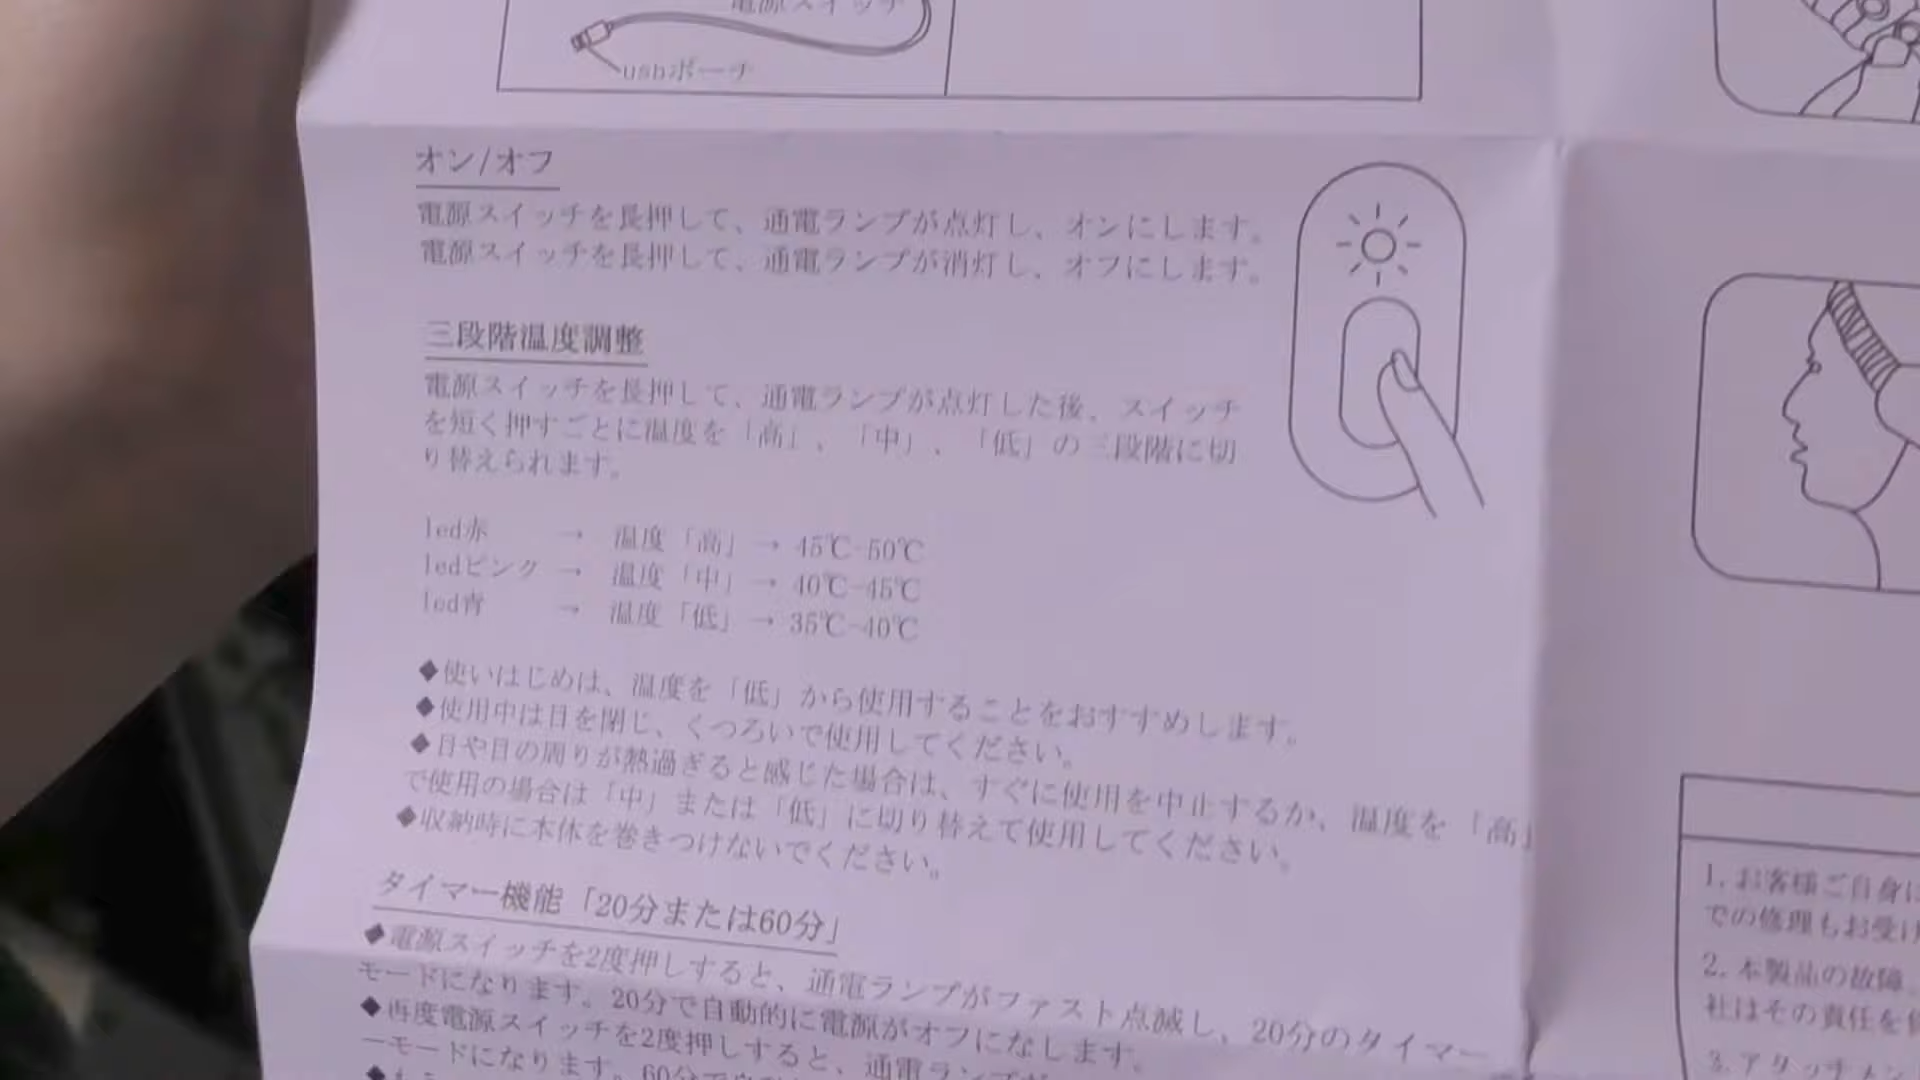 電源スイッチ
usbポーチ
オン/オフ
電源スイッチを長押して、通電ランプが点灯し、オンにします。
電源スイッチを長押して、通電ランプが消灯し、オフにします。
三段階温度調整
電源スイッチを長押して、通電ランプが点灯した後、スイッチ
を短く押すごとに温度を「高」、「中」、「低」の三段階に切
り替えられます。
led赤 → 温度「高」→ 45℃-50℃
ledピンク → 温度「中」→ 40℃-45℃
led青 → 温度「低」→ 35℃-40℃
◆使いはじめは、温度を「低」から使用することをおすすめします。
◆使用中は目を閉じ、くつろいで使用してください。
◆目や目の周りが熱過ぎると感じた場合は、すぐに使用を中止するか、温度を「高」
で使用の場合は「中」または「低」に切り替えて使用してください。
◆収納時に本体を巻きつけないでください。
タイマー機能「20分または60分」
◆電源スイッチを2度押しすると、通電ランプがファスト点滅し、20分のタイマー
モードになります。20分で自動的に電源がオフになします。
◆再度電源スイッチを2度押しすると、通電ランプが
ーモードになります。60分で
1. お客様ご自身に
での修理もお受け
2. 本製品の故障、
社はその責任を
3. アタッチメン